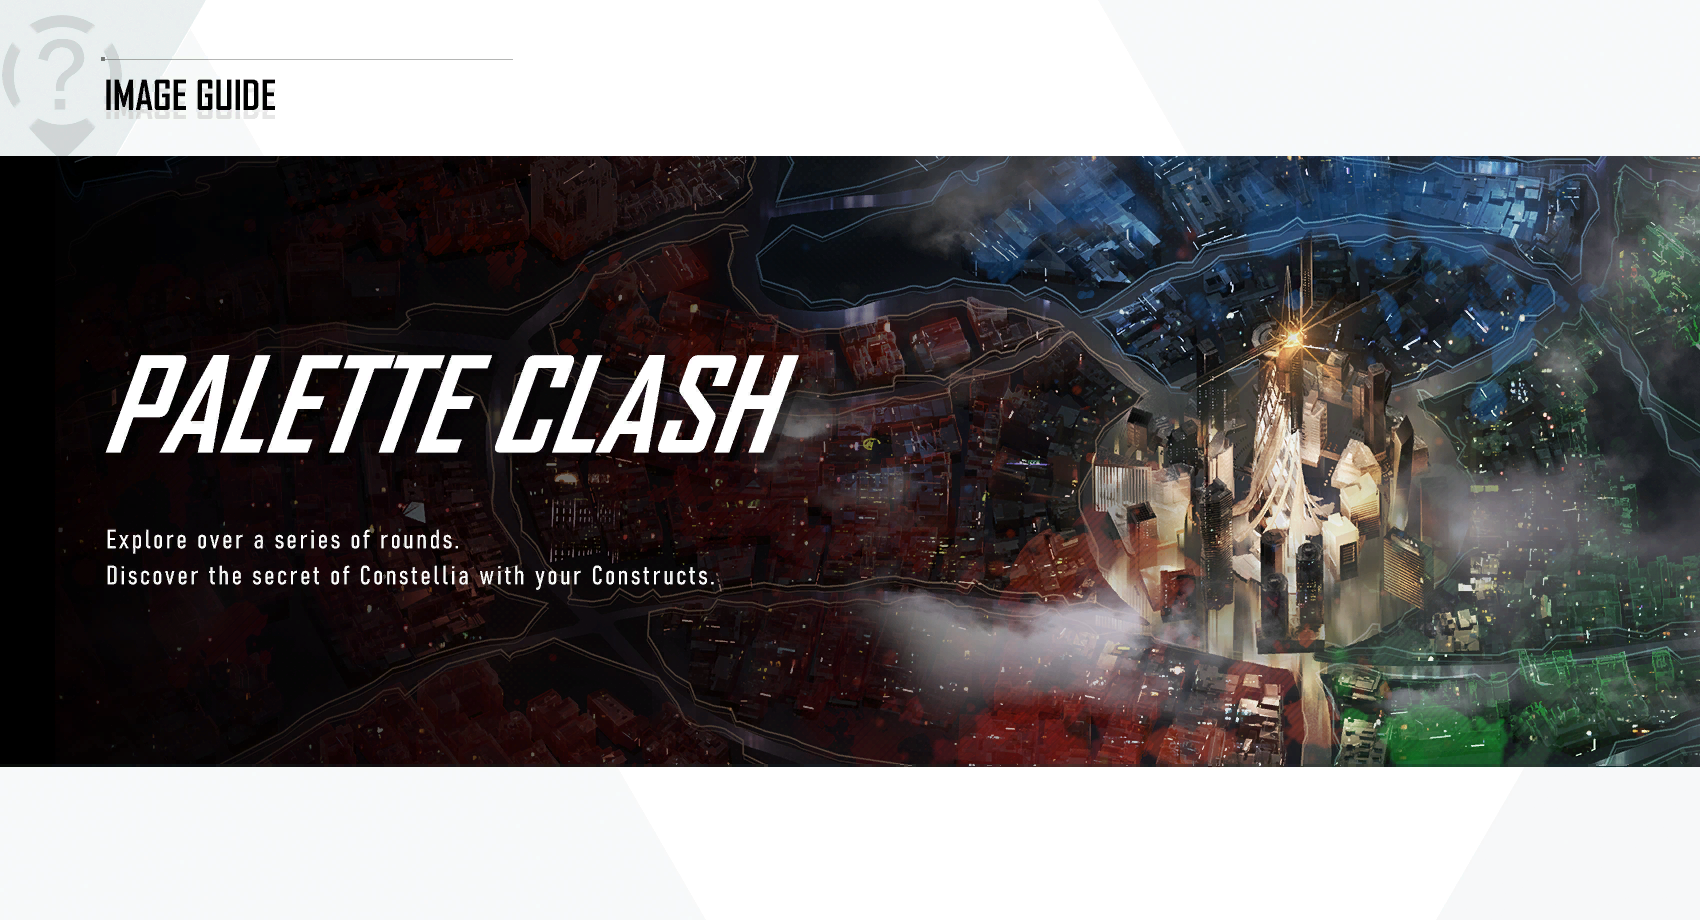 IMAGE GUIDE
PALETTE CLASH
Explore over a series of rounds.
Discover the secret of Constellia with your Constructs.